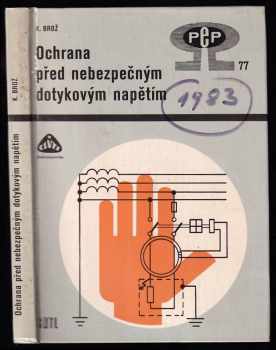 K. BROŽ
Ochrana
před nebezpečným
dotykovým napětím
PEP
77
1983
K. BROŽ
Ochrana před nebezpečným dotykovým napětím
SNTL